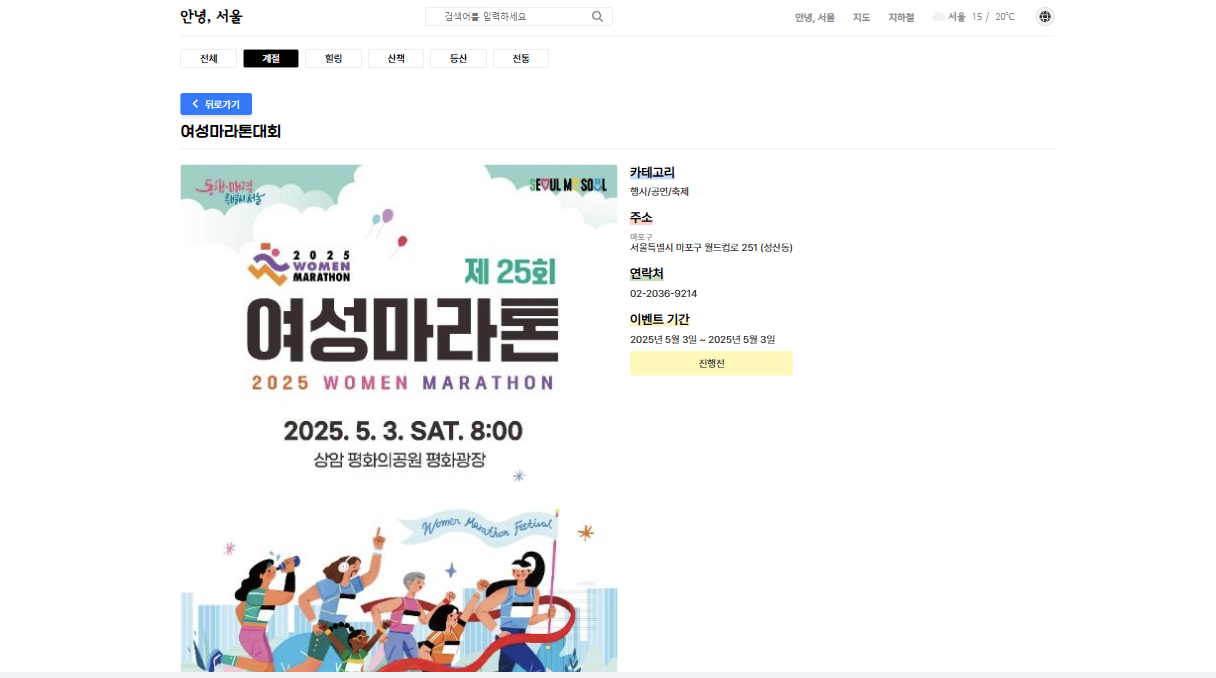 안녕, 서울
검색어를 입력하세요
안녕, 서울 지도 지하철 서울 15 / 20℃
전체 계절 힐링 산책 등산 전통
뒤로가기
여성마라톤대회
동행·매력
특별시 서울
SEOUL MY SOUL
2025
WOMEN
MARATHON
제 25회
여성마라톤
2025 WOMEN MARATHON
2025. 5. 3. SAT. 8:00
상암 평화의공원 평화광장
Women Marathon Festival
카테고리
행사/공연/축제
주소
마포구
서울특별시 마포구 월드컵로 251 (성산동)
연락처
02-2036-9214
이벤트 기간
2025년 5월 3일 ~ 2025년 5월 3일
진행전